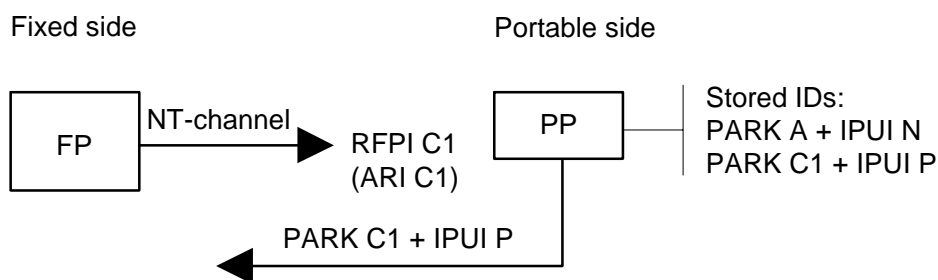 Fixed side
Portable side
FP
NT-channel
RFPI C1
(ARI C1)
PP
Stored IDs:
PARK A + IPUI N
PARK C1 + IPUI P
PARK C1 + IPUI P